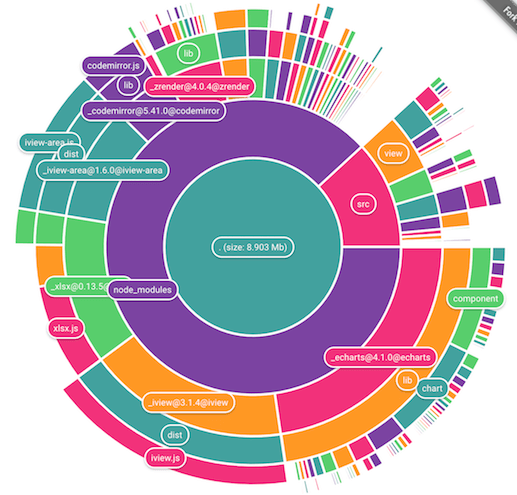 Fork
lib
codemirror.js
lib
_zrender@4.0.4@zrender
_codemirror@5.41.0@codemirror
iview-area.js
dist
_iview-area@1.6.0@iview-area
view
src
. (size: 8.903 Mb)
_xlsx@0.13.5@
node_modules
component
xlsx.js
_echarts@4.1.0@echarts
lib
chart
_iview@3.1.4@iview
dist
iview.js